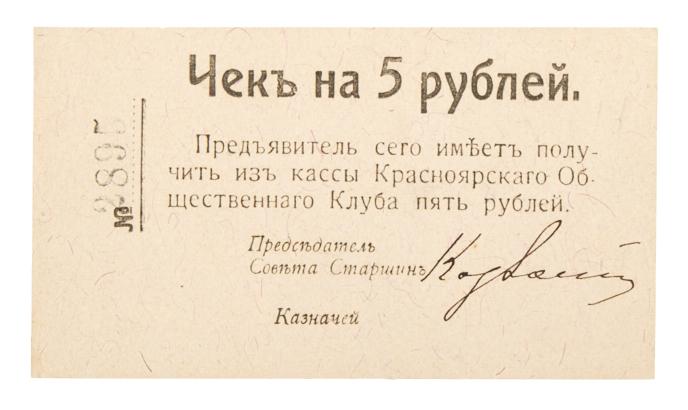 Чекъ на 5 рублей.
Предъявитель сего имѣетъ полу-
чить изъ кассы Красноярскаго Об-
щественнаго Клуба пять рублей.
Предсѣдатель
Совѣта Старшинъ
Казначей
№ 2895